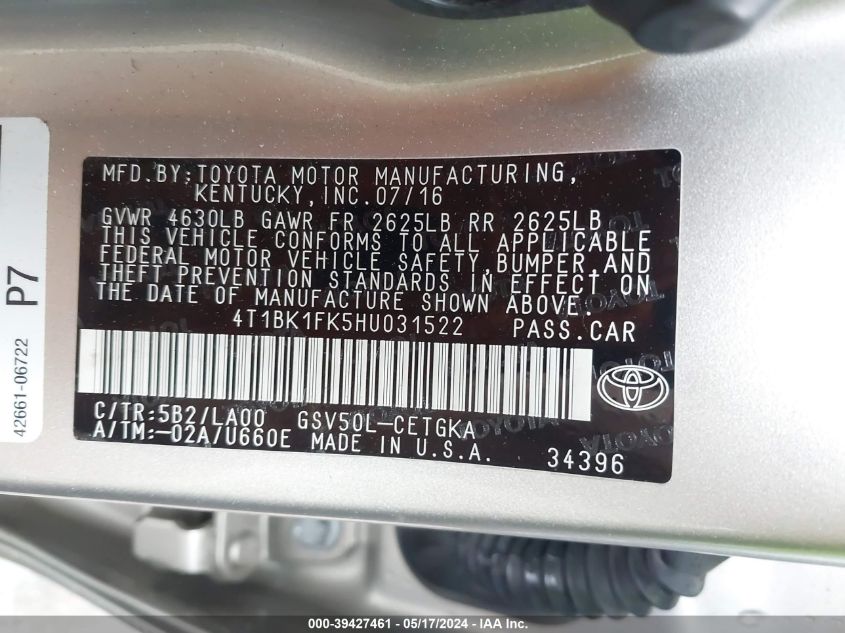 MFD.BY:TOYOTA MOTOR MANUFACTURING,
KENTUCKY, INC. 07/16
GVWR 4630LB GAWR FR 2625LB RR 2625LB
THIS VEHICLE CONFORMS TO ALL APPLICABLE
FEDERAL MOTOR VEHICLE SAFETY, BUMPER, AND
THEFT PREVENTION STANDARDS IN EFFECT ON
THE DATE OF MANUFACTURE SHOWN ABOVE.
4T1BK1FK5HU031522 PASS.CAR
C/TR:5B2/LA00 GSV50L-CETGKA
A/TM:-02A/U660E MADE IN U.S.A.
34396
P7
42661-06722
000-39427461 - 05/17/2024 - IAAI Inc.